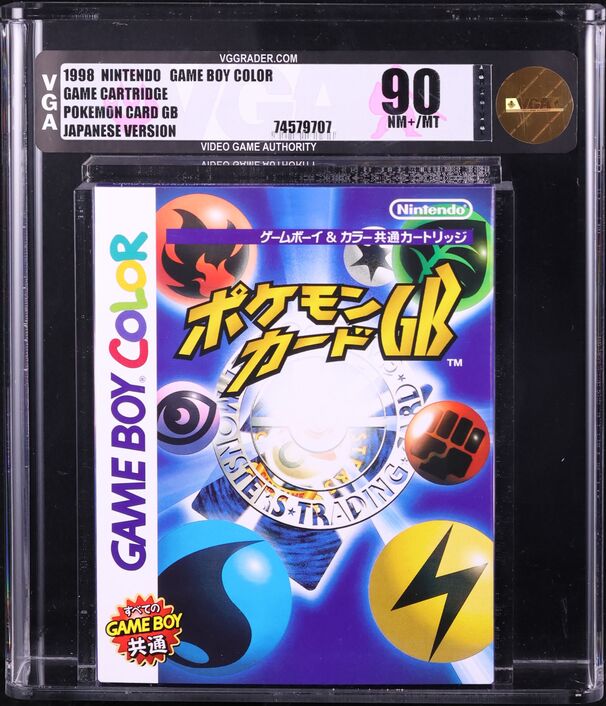 VGGRADER.COM
VGA
1998 NINTENDO GAME BOY COLOR
GAME CARTRIDGE
POKEMON CARD GB
JAPANESE VERSION
74579707
90
NM+/MT
VGA
VIDEO GAME AUTHORITY
Nintendo
ゲームボーイ & カラー共通カートリッジ
ポケモン
カードGB
TM
GAME BOY COLOR
MONSTERS★TRADING
すべての
GAME BOY
共通